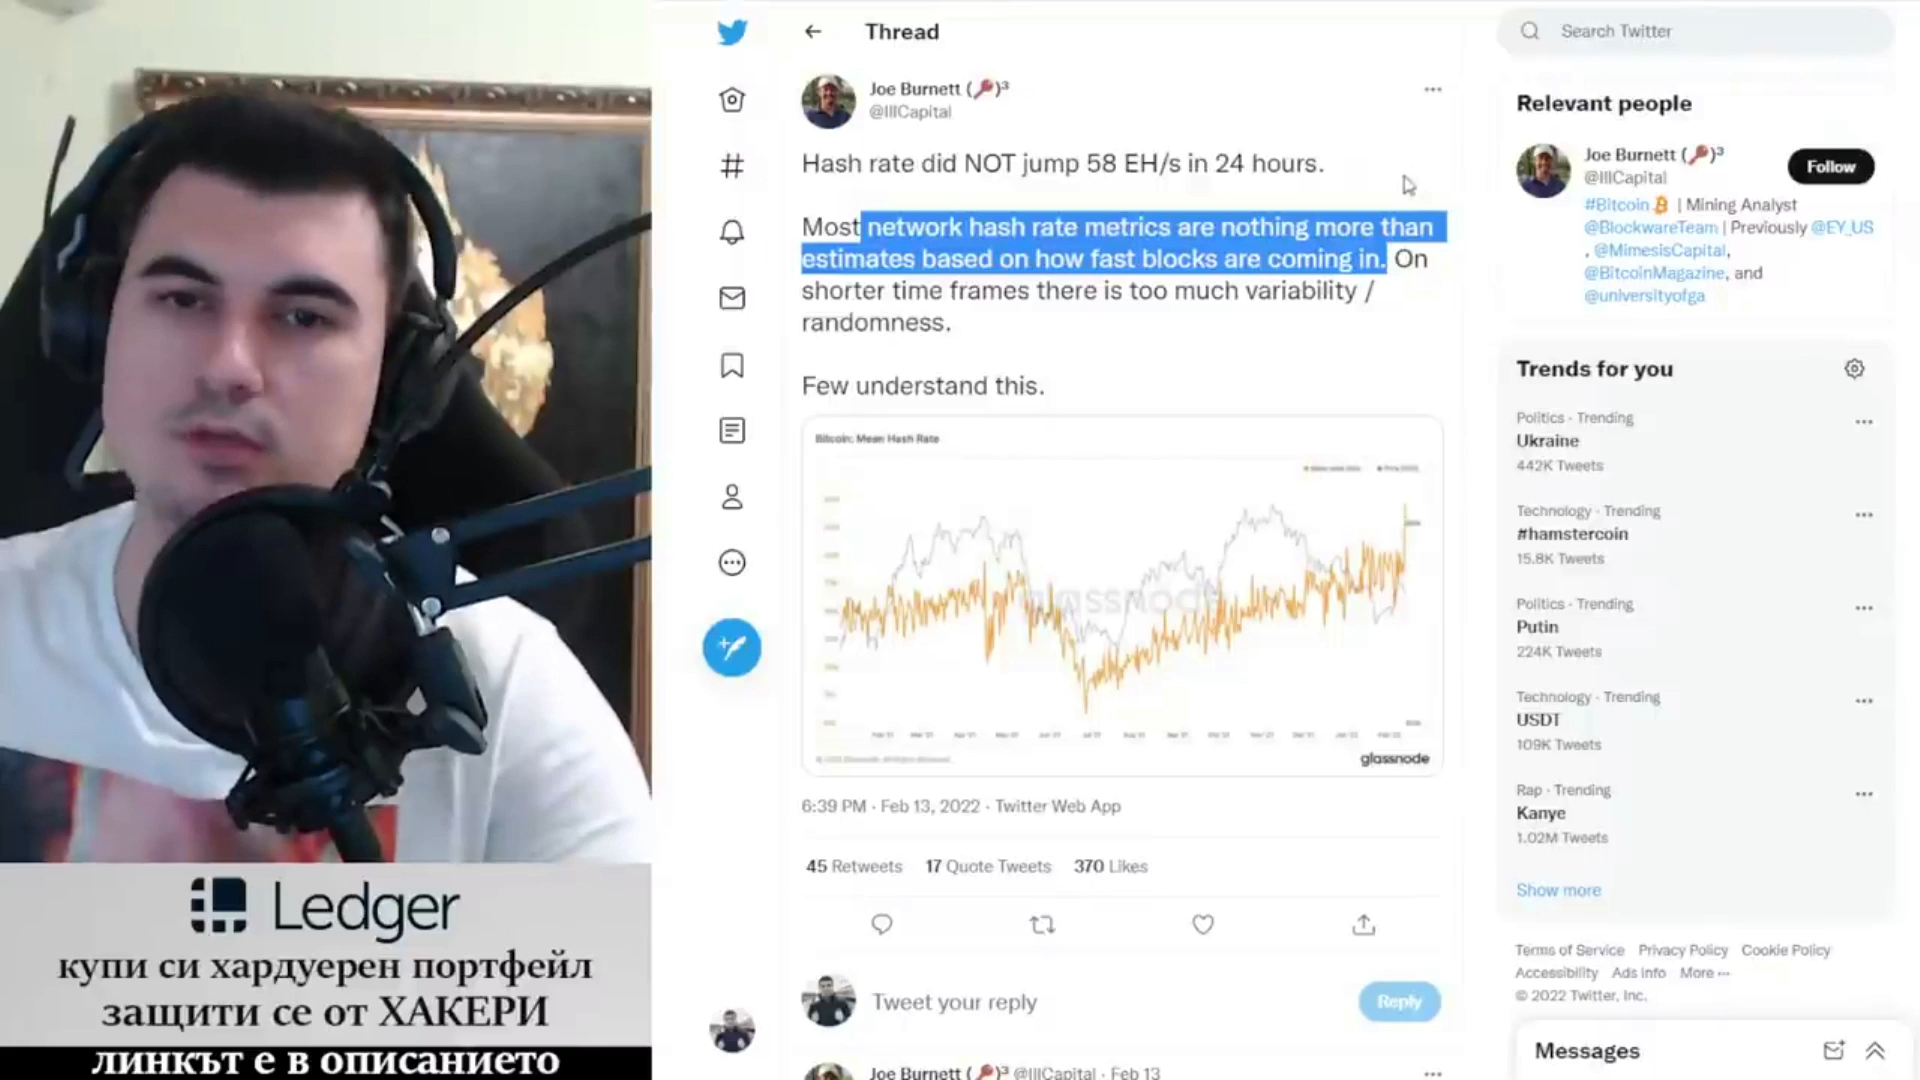 Thread
Search Twitter
Joe Burnett (🔑)³
@IIICapital
Hash rate did NOT jump 58 EH/s in 24 hours.
Most network hash rate metrics are nothing more than
estimates based on how fast blocks are coming in. On
shorter time frames there is too much variability /
randomness.
Few understand this.
Bitcoin: Mean Hash Rate
glassnode
glassnode
6:39 PM · Feb 13, 2022 · Twitter Web App
45 Retweets 17 Quote Tweets 370 Likes
Tweet your reply
Reply
Joe Burnett (🔑)³ @IIICapital · Feb 13
Relevant people
Joe Burnett (🔑)³
@IIICapital
Follow
#Bitcoin | Mining Analyst
@BlockwareTeam | Previously @EY_US
, @MimesisCapital,
@BitcoinMagazine, and
@universityofga
Trends for you
Politics · Trending
Ukraine
442K Tweets
Technology · Trending
#hamstercoin
15.8K Tweets
Politics · Trending
Putin
224K Tweets
Technology · Trending
USDT
109K Tweets
Rap · Trending
Kanye
1.02M Tweets
Show more
Terms of Service Privacy Policy Cookie Policy
Accessibility Ads info More ···
© 2022 Twitter, Inc.
Messages
Ledger
купи си хардуерен портфейл
защити се от ХАКЕРИ
линкът е в описанието